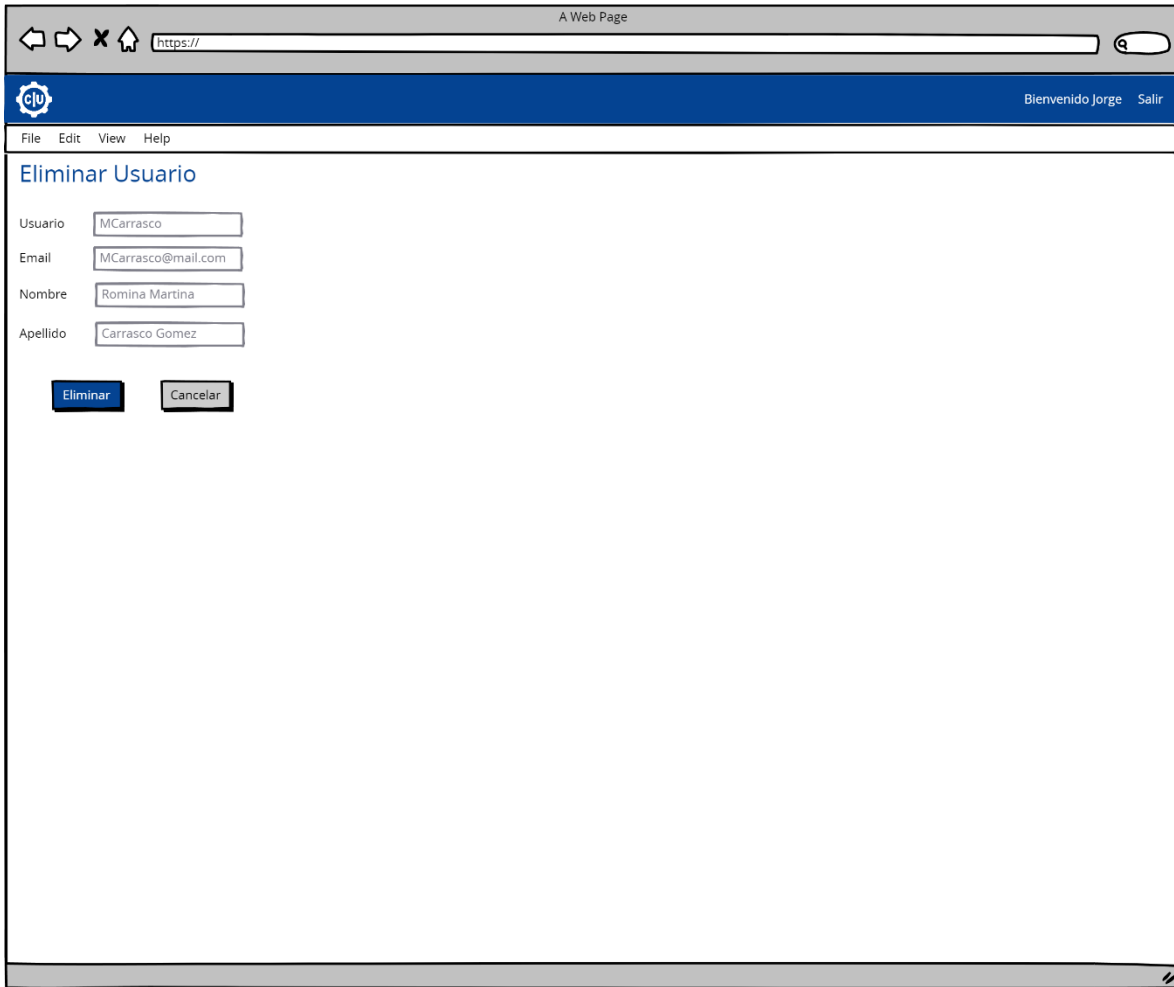 A Web Page
https://
C|U
Bienvenido Jorge Salir
File Edit View Help
Eliminar Usuario
Usuario MCarrasco
Email MCarrasco@mail.com
Nombre Romina Martina
Apellido Carrasco Gomez
Eliminar Cancelar